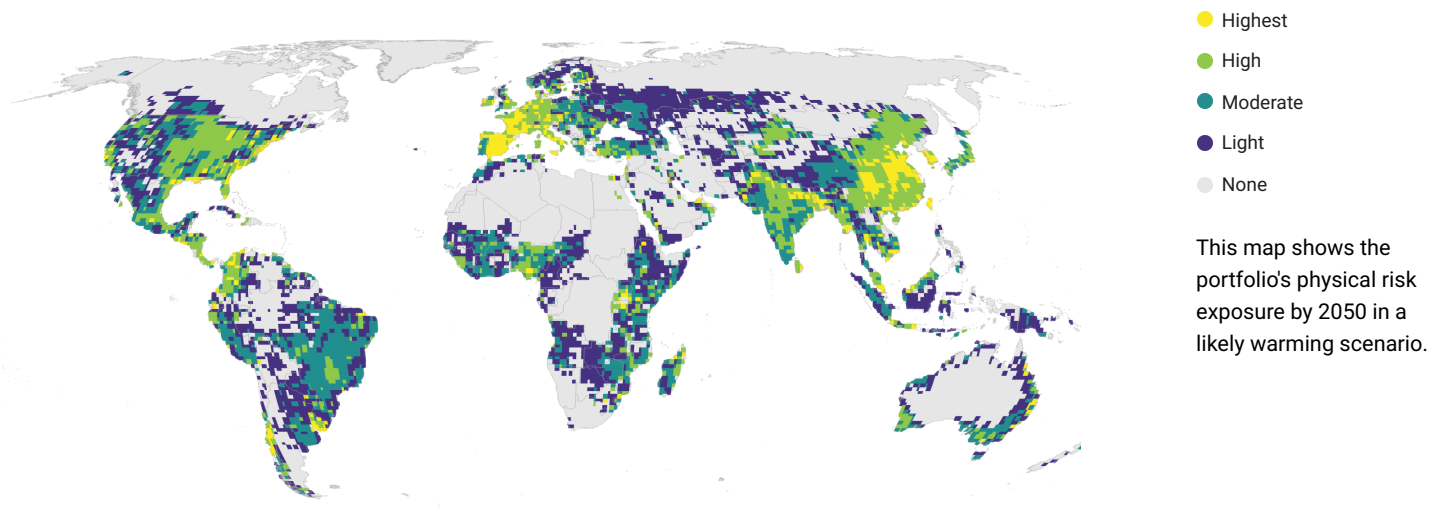 Highest
High
Moderate
Light
None
This map shows the
portfolio's physical risk
exposure by 2050 in a
likely warming scenario.